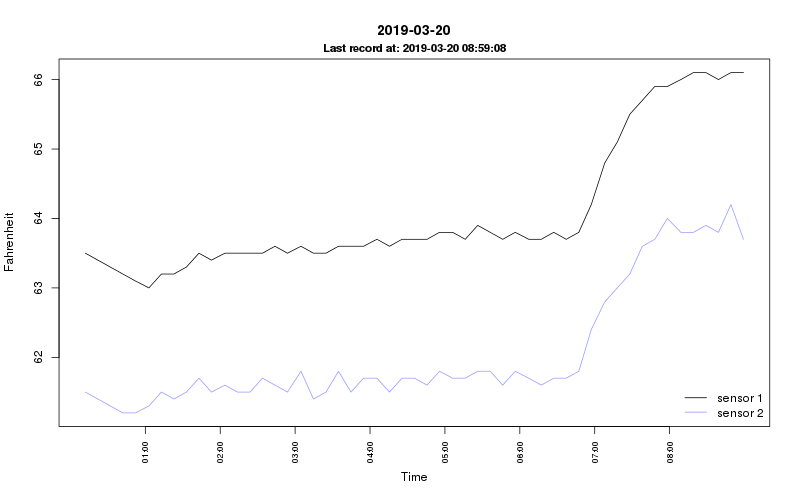 2019-03-20
Last record at: 2019-03-20 08:59:08
66
65
64
63
62
Fahrenheit
sensor 1
sensor 2
01:00 02:00 03:00 04:00 05:00 06:00 07:00 08:00
Time